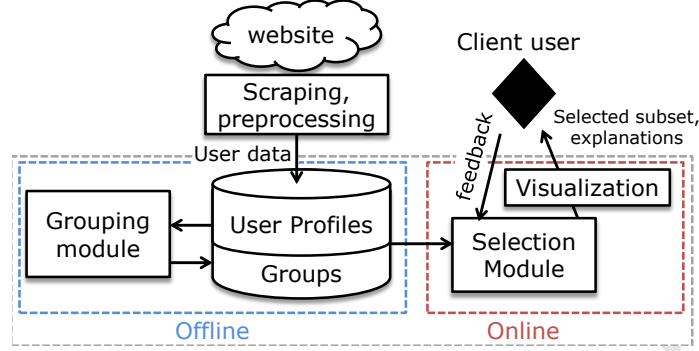 website
Client user
Scraping,
preprocessing
Selected subset,
explanations
feedback
User data
Visualization
Grouping
module
User Profiles
Groups
Selection
Module
Offline
Online